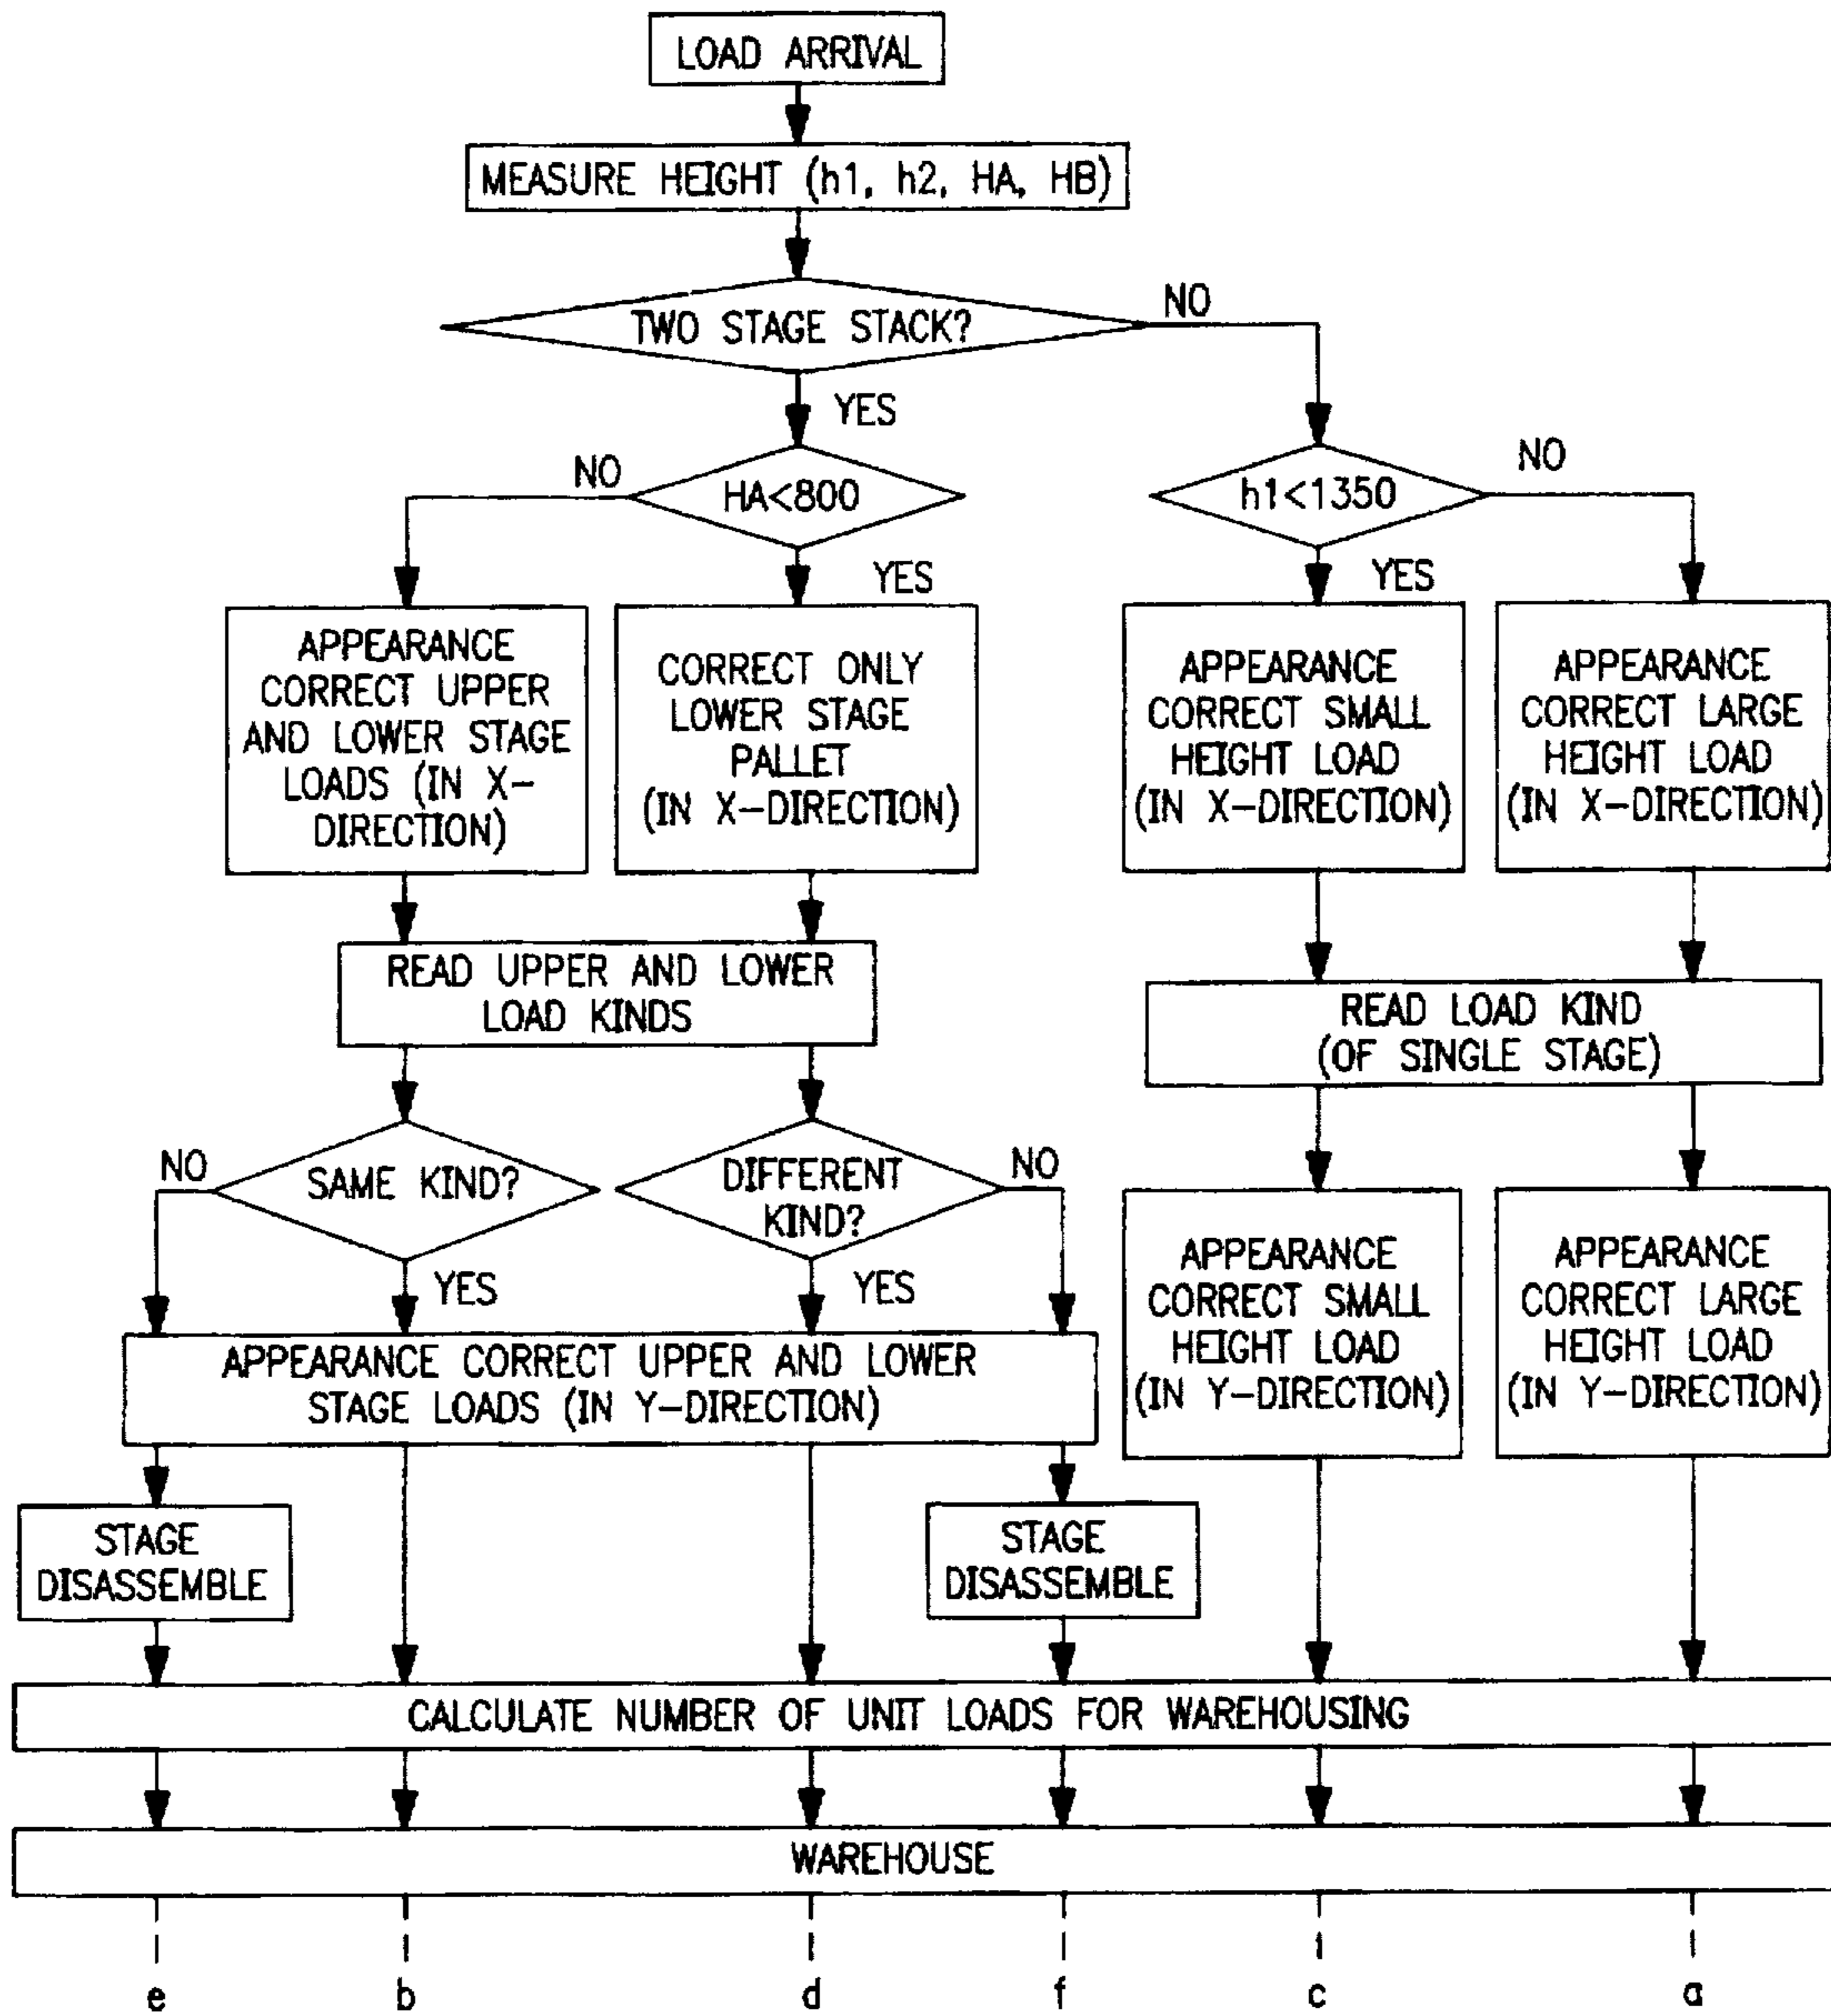 LOAD ARRIVAL
MEASURE HEIGHT (h1, h2, HA, HB)
TWO STAGE STACK?
NO
YES
HA<800
NO
YES
h1<1350
NO
YES
APPEARANCE
CORRECT UPPER
AND LOWER STAGE
LOADS (IN X-
DIRECTION)
CORRECT ONLY
LOWER STAGE
PALLET
(IN X-DIRECTION)
APPEARANCE
CORRECT SMALL
HEIGHT LOAD
(IN X-DIRECTION)
APPEARANCE
CORRECT LARGE
HEIGHT LOAD
(IN X-DIRECTION)
READ UPPER AND LOWER
LOAD KINDS
READ LOAD KIND
(OF SINGLE STAGE)
NO
SAME KIND?
YES
DIFFERENT
KIND?
NO
YES
APPEARANCE CORRECT UPPER AND LOWER
STAGE LOADS (IN Y-DIRECTION)
APPEARANCE
CORRECT SMALL
HEIGHT LOAD
(IN Y-DIRECTION)
APPEARANCE
CORRECT LARGE
HEIGHT LOAD
(IN Y-DIRECTION)
STAGE
DISASSEMBLE
STAGE
DISASSEMBLE
CALCULATE NUMBER OF UNIT LOADS FOR WAREHOUSING
WAREHOUSE
e b d f c a